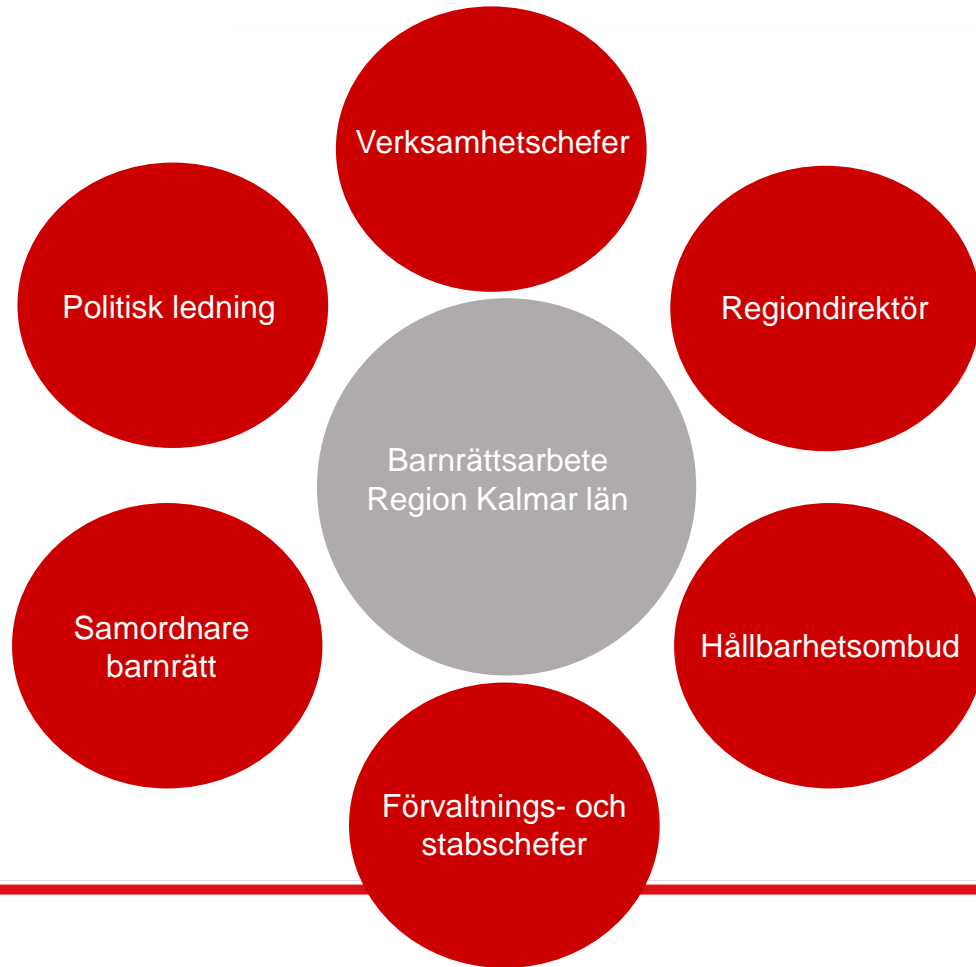 Verksamhetschefer
Politisk ledning
Regiondirektör
Barnrättsarbete
Region Kalmar län
Samordnare
barnrätt
Hållbarhetsombud
Förvaltnings- och
stabschefer